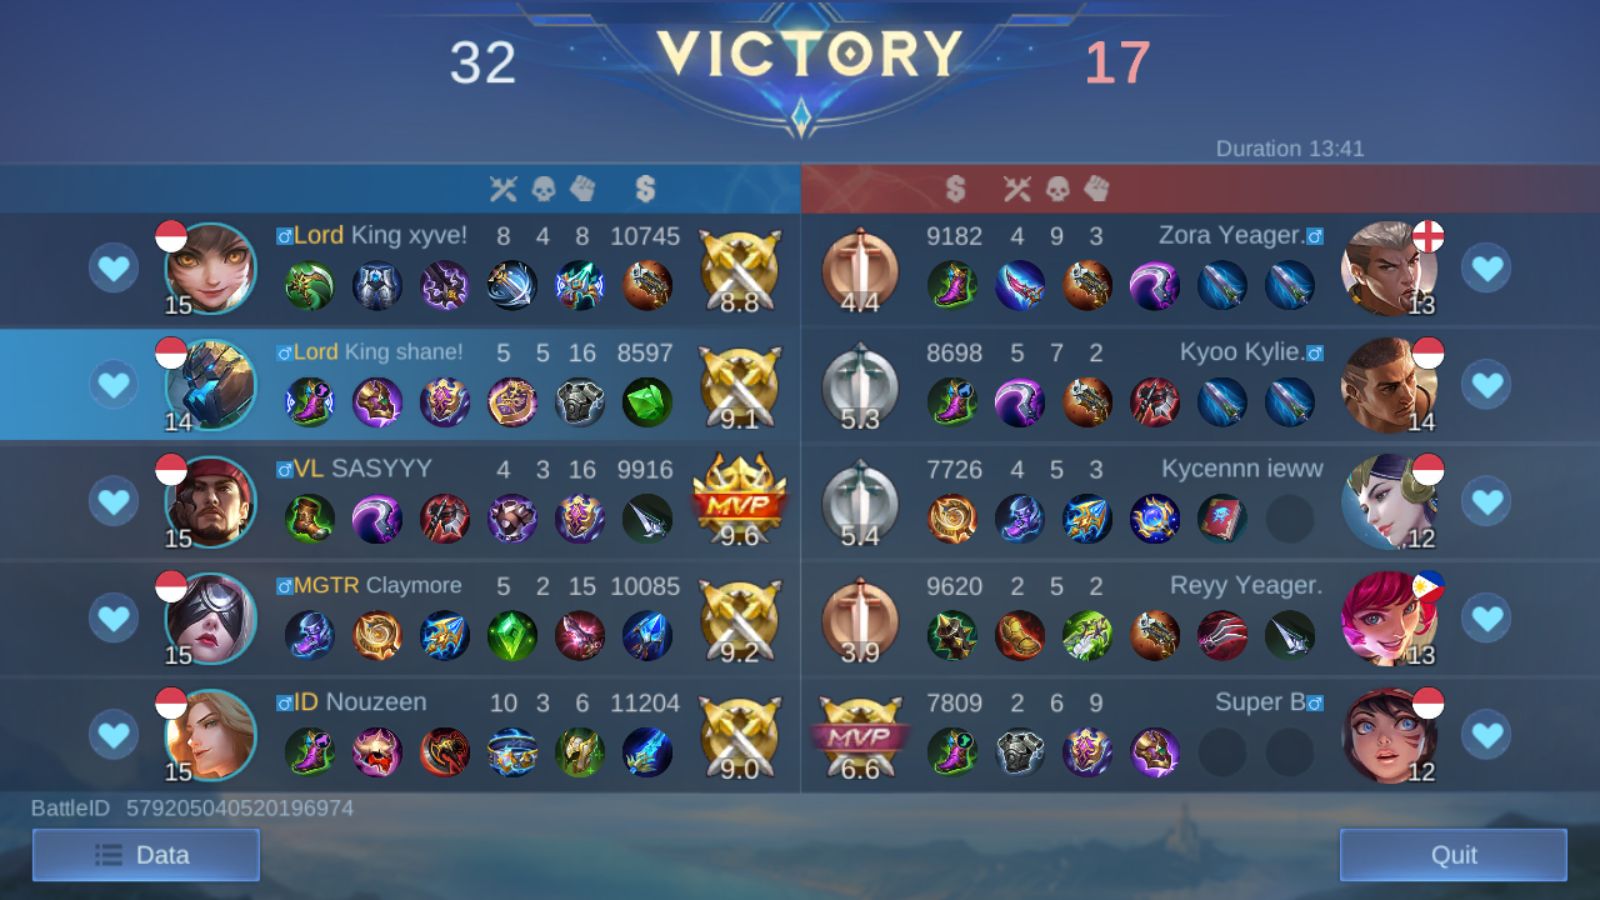 32 VICTORY 17
Duration 13:41
Lord King xyve! 8 4 8 10745
15 8.8
4.4 9182 4 9 3 Zora Yeager.
13
Lord King shane! 5 5 16 8597
14 9.1
5.3 8698 5 7 2 Kyoo Kylie.
14
VL SASYYY 4 3 16 9916
15 MVP 9.6
5.4 7726 4 5 3 Kycennn ieww
12
MGTR Claymore 5 2 15 10085
15 9.2
3.9 9620 2 5 2 Reyy Yeager.
13
ID Nouzeen 10 3 6 11204
15 9.0
MVP 6.6 7809 2 6 9 Super B
12
BattleID 579205040520196974
Data Quit